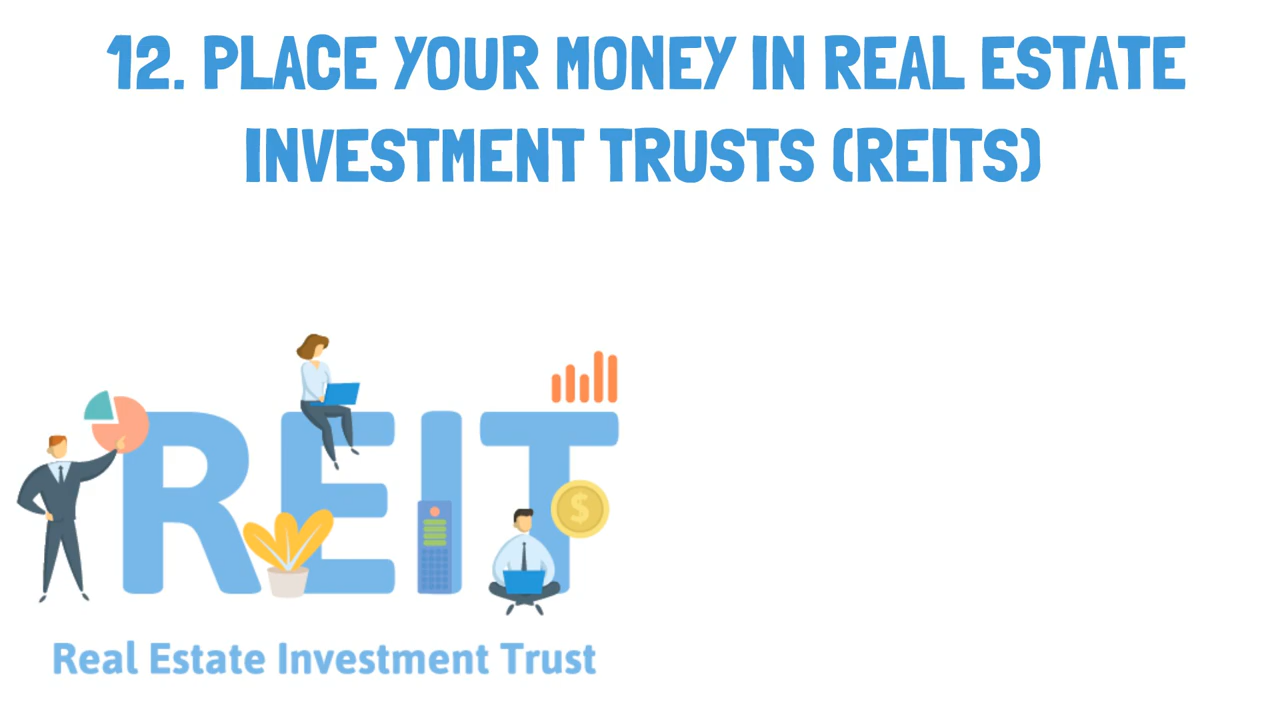 12. PLACE YOUR MONEY IN REAL ESTATE
INVESTMENT TRUSTS (REITS)
REIT
$
Real Estate Investment Trust